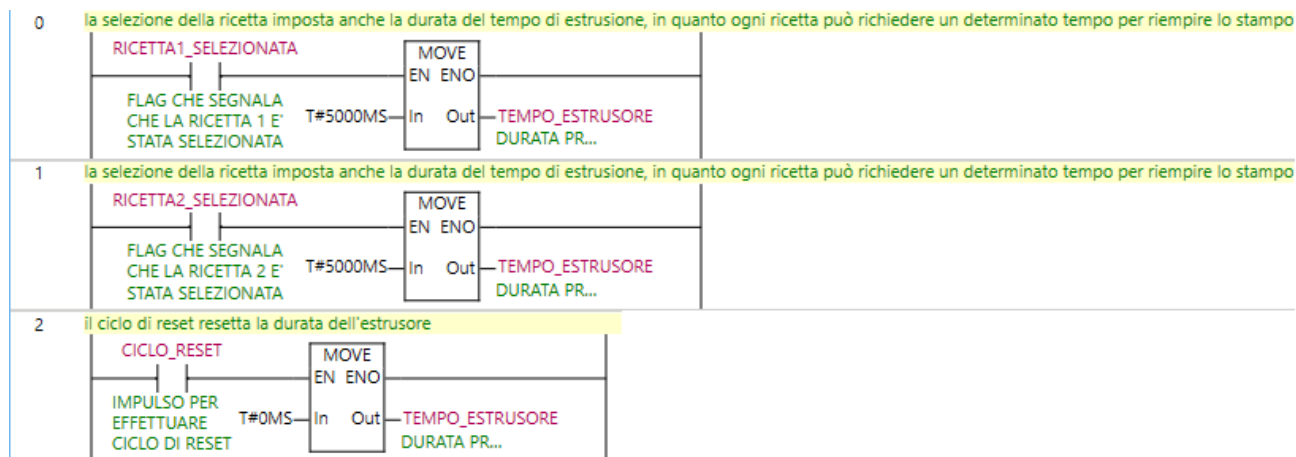 0 la selezione della ricetta imposta anche la durata del tempo di estrusione, in quanto ogni ricetta può richiedere un determinato tempo per riempire lo stampo
RICETTA1_SELEZIONATA
MOVE
EN ENO
FLAG CHE SEGNALA
CHE LA RICETTA 1 E'
STATA SELEZIONATA
T#5000MS In Out TEMPO_ESTRUSORE
DURATA PR...
1 la selezione della ricetta imposta anche la durata del tempo di estrusione, in quanto ogni ricetta può richiedere un determinato tempo per riempire lo stampo
RICETTA2_SELEZIONATA
MOVE
EN ENO
FLAG CHE SEGNALA
CHE LA RICETTA 2 E'
STATA SELEZIONATA
T#5000MS In Out TEMPO_ESTRUSORE
DURATA PR...
2 il ciclo di reset resetta la durata dell'estrusore
CICLO_RESET
MOVE
EN ENO
IMPULSO PER
EFFETTUARE
CICLO DI RESET
T#0MS In Out TEMPO_ESTRUSORE
DURATA PR...